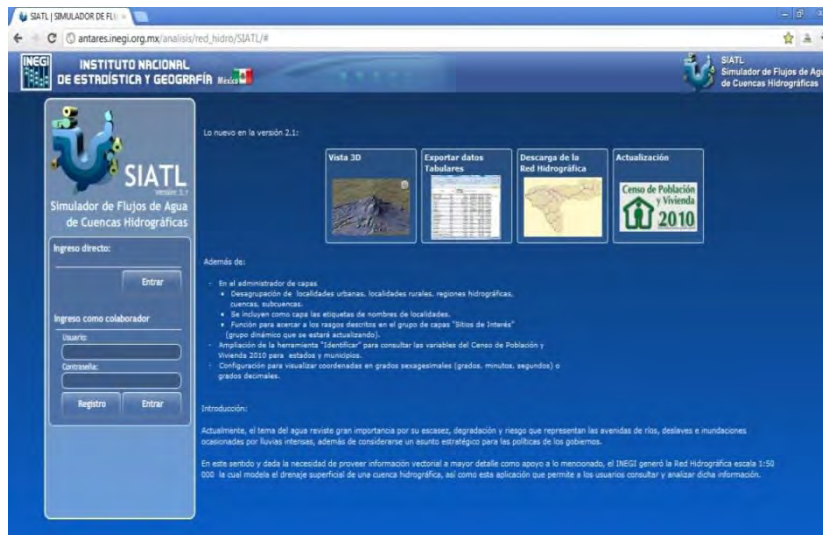 SIATL | SIMULADOR DE FLU
antares.inegi.org.mx/analisis/red_hidro/SIATL/#
INEGI
INSTITUTO NACIONAL
DE ESTADÍSTICA Y GEOGRAFÍA México
SIATL
Simulador de Flujos de Agu
de Cuencas Hidrográficas
SIATL
Simulador de Flujos de Agua
de Cuencas Hidrográficas
Ingreso directo:
Entrar
Ingreso como colaborador
Usuario:
Contraseña:
Registro Entrar
Lo nuevo en la versión 2.1:
Vista 3D
Exportar datos
Tabulares
Descarga de la
Red Hidrográfica
Actualización
Censo de Población
y Vivienda
2010
Además de:
- En el administrador de capas
• Desagrupación de localidades urbanas, localidades rurales, regiones hidrográficas,
cuencas, subcuencas.
• Se incluyen como capa las etiquetas de nombres de localidades.
• Función para acercar a los rasgos descritos en el grupo de capas "Sitios de Interés"
(grupo dinámico que se estará actualizando).
- Ampliación de la herramienta "Identificar" para consultar las variables del Censo de Población y
Vivienda 2010 para estados y municipios.
- Configuración para visualizar coordenadas en grados sexagesimales (grados, minutos, segundos) o
grados decimales.
Introducción:
Actualmente, el tema del agua reviste gran importancia por su escasez, degradación y riesgo que representan las avenidas de ríos, deslaves e inundaciones
ocasionadas por lluvias intensas, además de considerarse un asunto estratégico para las políticas de los gobiernos.
En este sentido y dada la necesidad de proveer información vectorial a mayor detalle como apoyo a lo mencionado, el INEGI generó la Red Hidrográfica escala 1:50
000 la cual modela el drenaje superficial de una cuenca hidrográfica, así como esta aplicación que permite a los usuarios consultar y analizar dicha información.